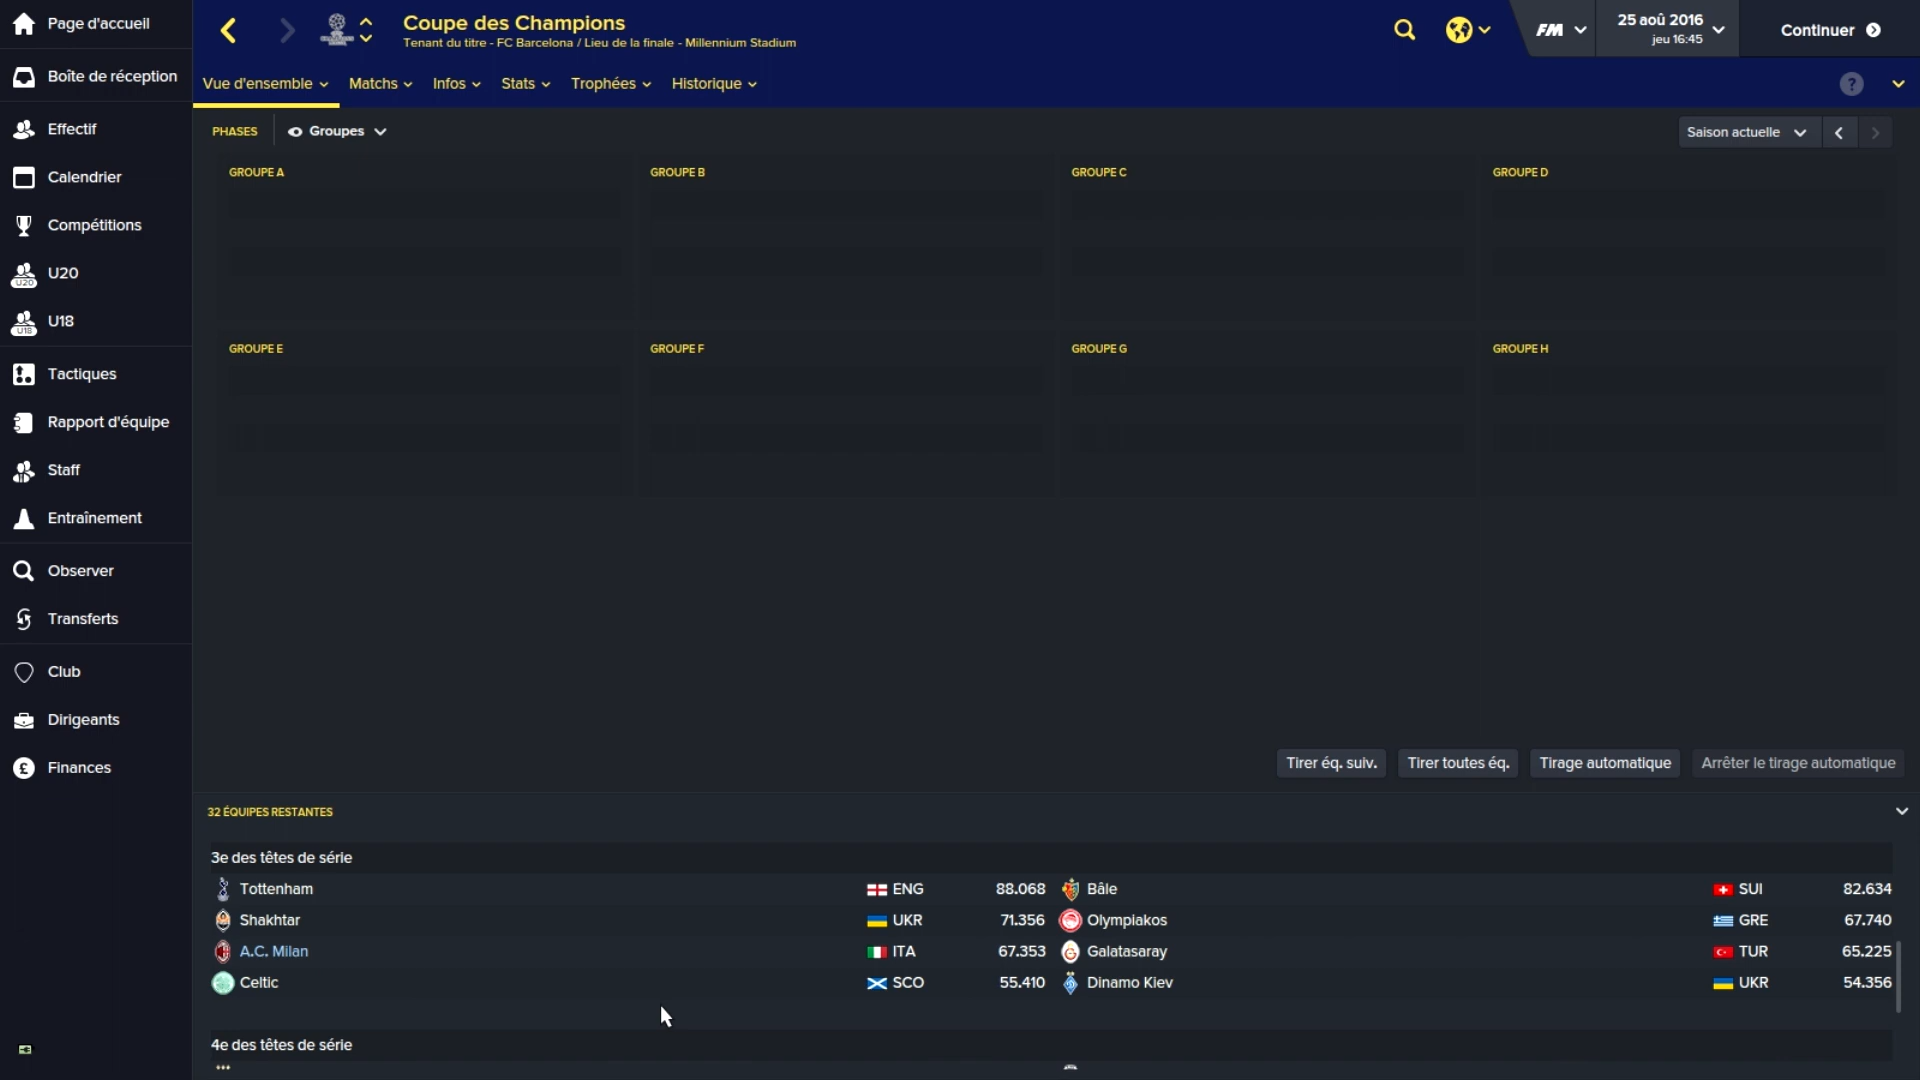 Page d'accueil
Boîte de réception
Effectif
Calendrier
Compétitions
U20
U20
U18
U18
Tactiques
Rapport d'équipe
Staff
Entraînement
Observer
Transferts
Club
Dirigeants
Finances
Coupe des Champions
Tenant du titre - FC Barcelona / Lieu de la finale - Millennium Stadium
FM
25 aoû 2016
jeu 16:45
Continuer
Vue d'ensemble Matchs Infos Stats Trophées Historique
?
PHASES Groupes Saison actuelle
GROUPE A GROUPE B GROUPE C GROUPE D
GROUPE E GROUPE F GROUPE G GROUPE H
Tirer éq. suiv. Tirer toutes éq. Tirage automatique Arrêter le tirage automatique
32 ÉQUIPES RESTANTES
3e des têtes de série
Tottenham ENG 88.068 Bâle SUI 82.634
Shakhtar UKR 71.356 Olympiakos GRE 67.740
A.C. Milan ITA 67.353 Galatasaray TUR 65.225
Celtic SCO 55.410 Dinamo Kiev UKR 54.356
4e des têtes de série